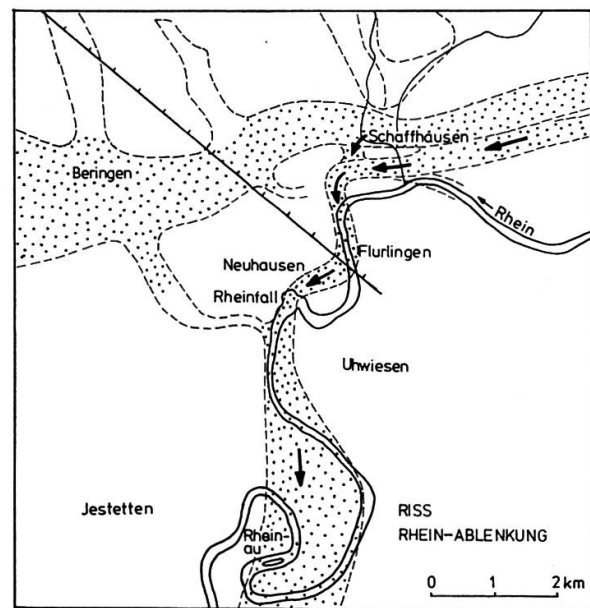 Schaffhausen
Beringen
Rhein
Flurlingen
Neuhausen
Rheinfall
Uhwiesen
Jestetten
RISS
RHEIN-ABLENKUNG
Rhein-
au
0 1 2 km